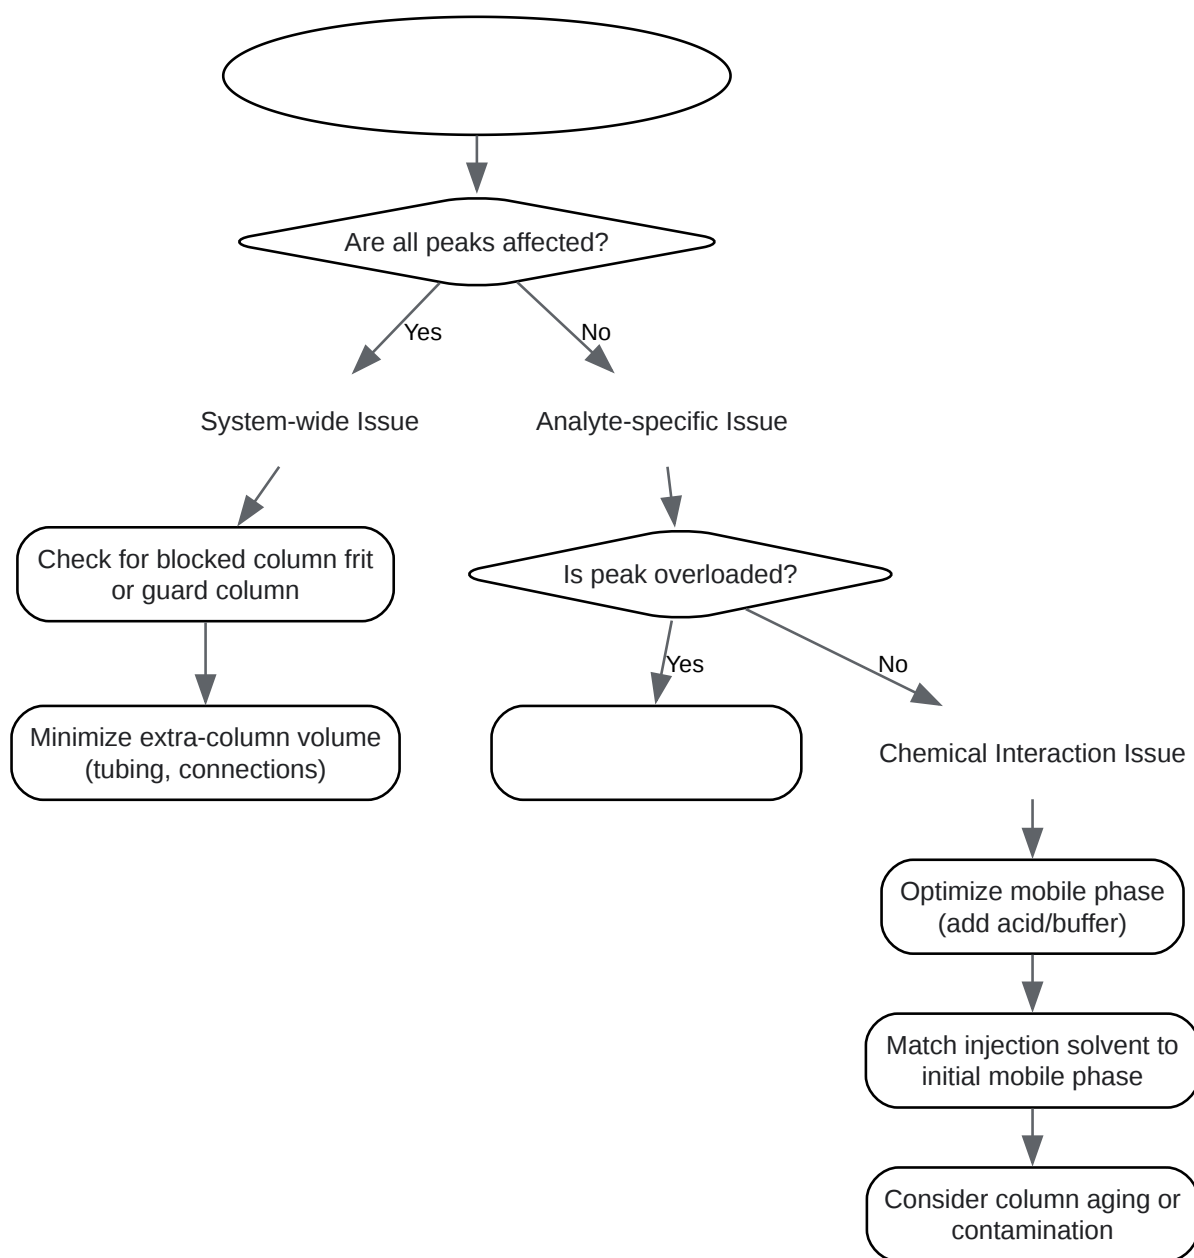 Are all peaks affected?
Yes
No
System-wide Issue
Analyte-specific Issue
Check for blocked column frit
or guard column
Is peak overloaded?
Yes
No
Minimize extra-column volume
(tubing, connections)
Chemical Interaction Issue
Optimize mobile phase
(add acid/buffer)
Match injection solvent to
initial mobile phase
Consider column aging or
contamination